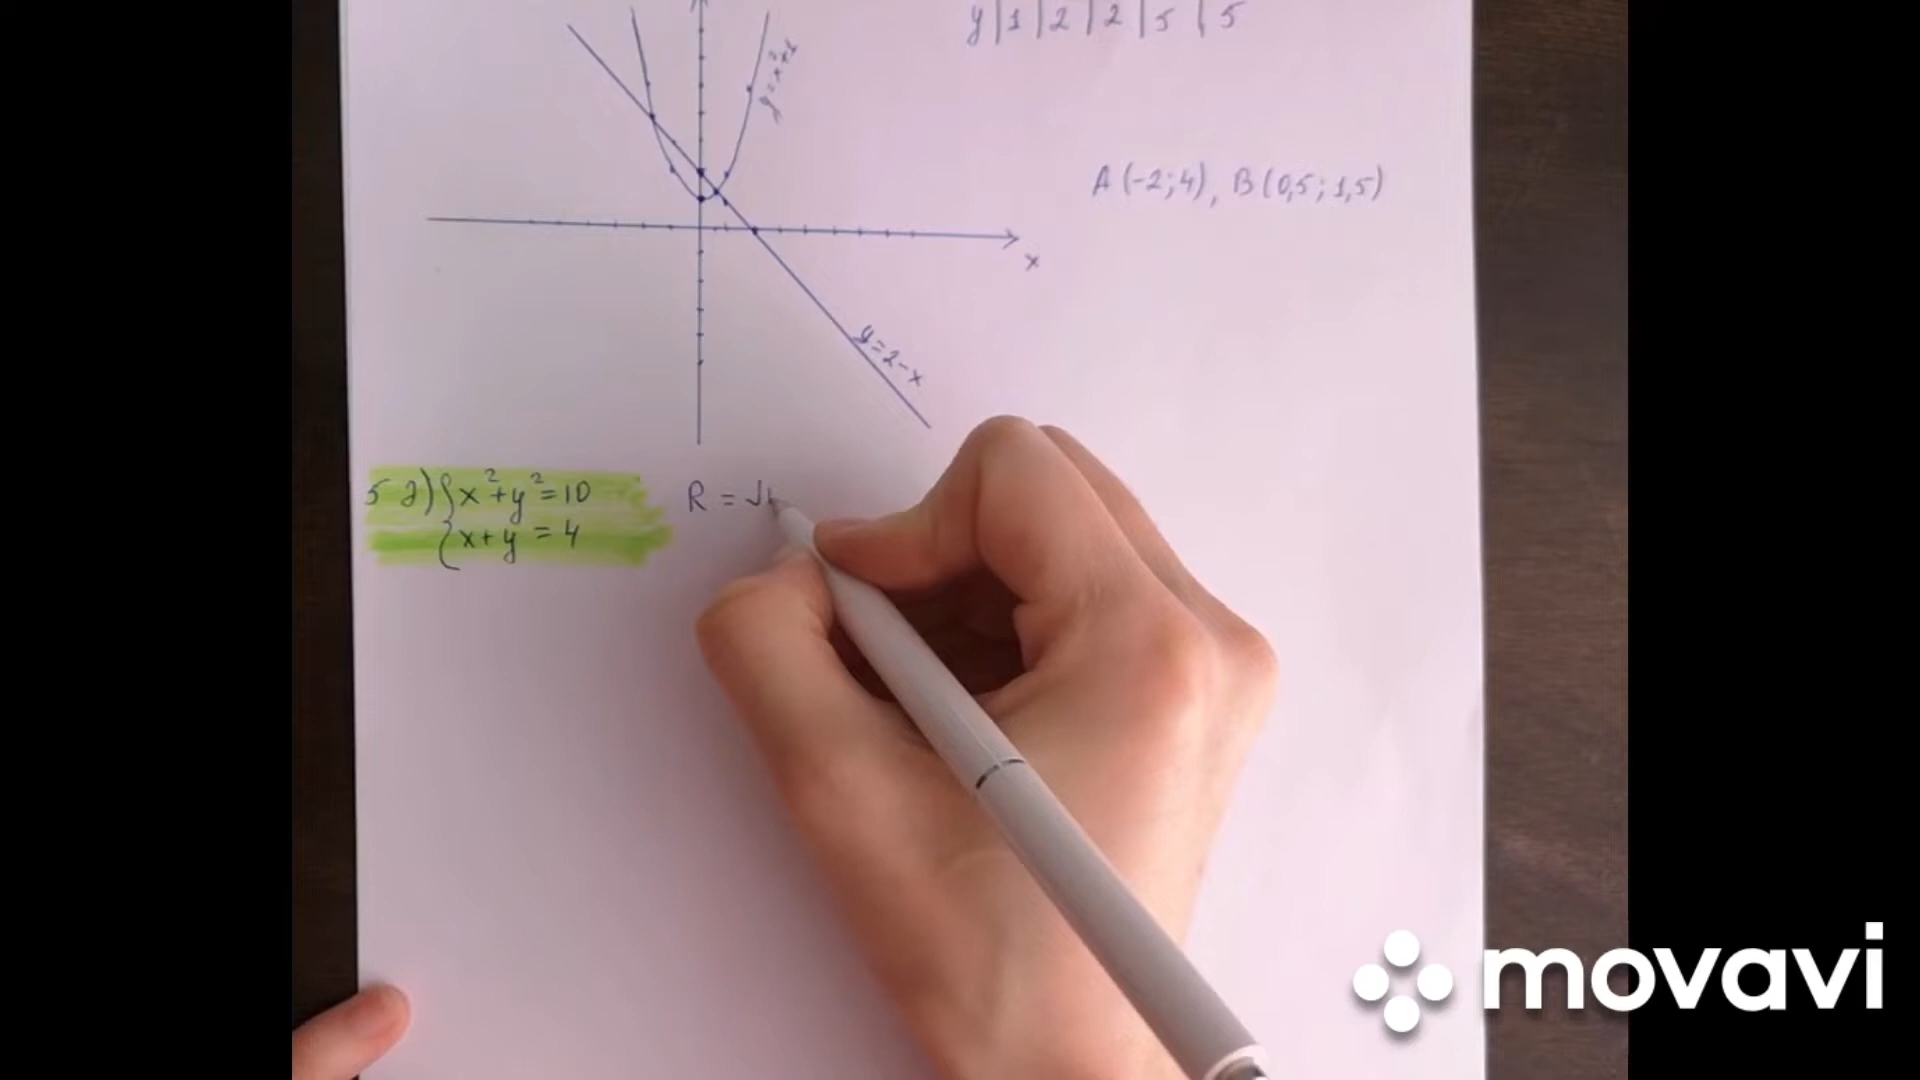 y | 1 | 2 | 2 | 5 | 5
y = x² + 1
A (-2; 4), B (0,5; 1,5)
x
y = 2 - x
5 д) { x² + y² = 10
x + y = 4
R = √1
movavi